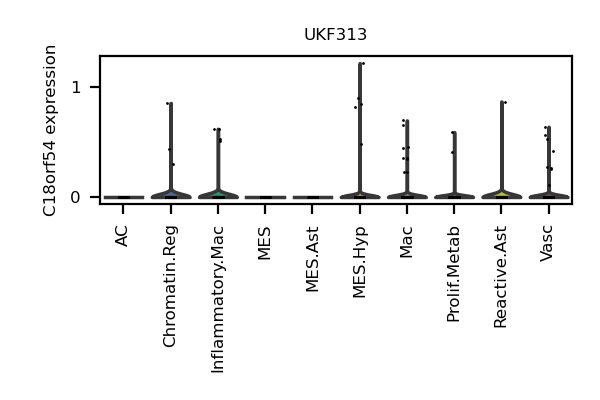 UKF313
C18orf54 expression
1
0
AC
Chromatin.Reg
Inflammatory.Mac
MES
MES.Ast
MES.Hyp
Mac
Prolif.Metab
Reactive.Ast
Vasc